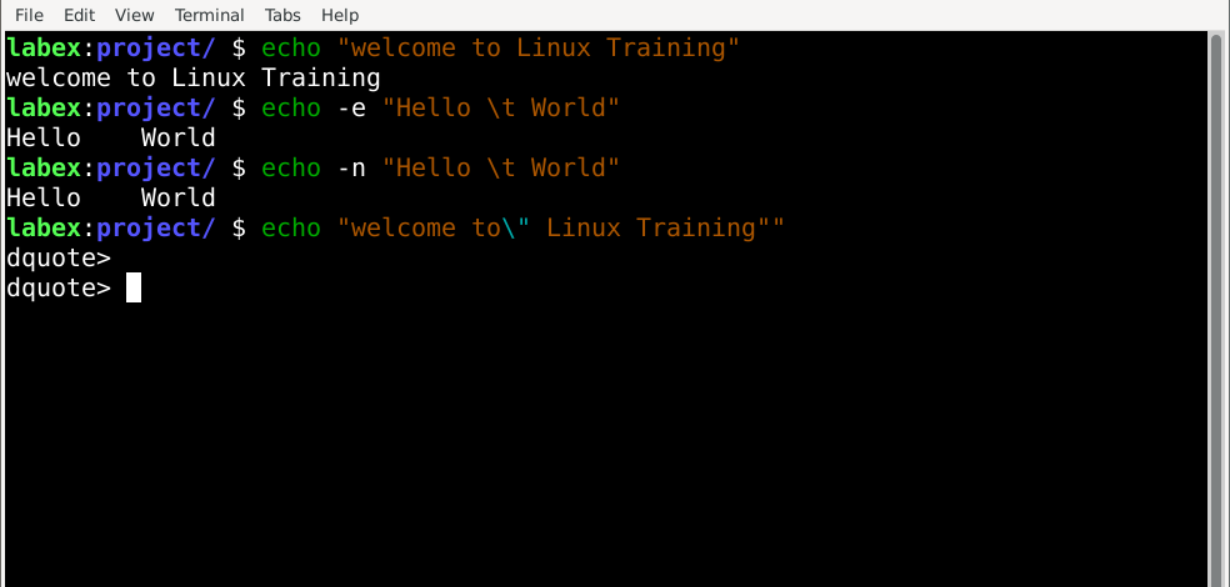 File Edit View Terminal Tabs Help
labex:project/ $ echo "welcome to Linux Training"
welcome to Linux Training
labex:project/ $ echo -e "Hello \t World"
Hello    World
labex:project/ $ echo -n "Hello \t World"
Hello    World
labex:project/ $ echo "welcome to\" Linux Training""
dquote>
dquote>